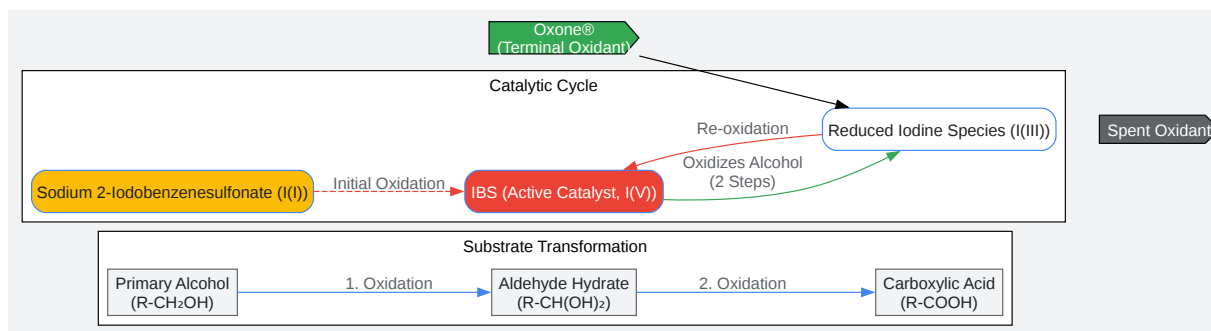 Oxone®
(Terminal Oxidant)
Catalytic Cycle
Reduced Iodine Species (I(III))
Spent Oxidant
Re-oxidation
Oxidizes Alcohol
(2 Steps)
Sodium 2-Iodobenzenesulfonate (I(I))
Initial Oxidation
IBS (Active Catalyst, I(V))
Substrate Transformation
Primary Alcohol
(R-CH₂OH)
1. Oxidation
Aldehyde Hydrate
(R-CH(OH)₂)
2. Oxidation
Carboxylic Acid
(R-COOH)